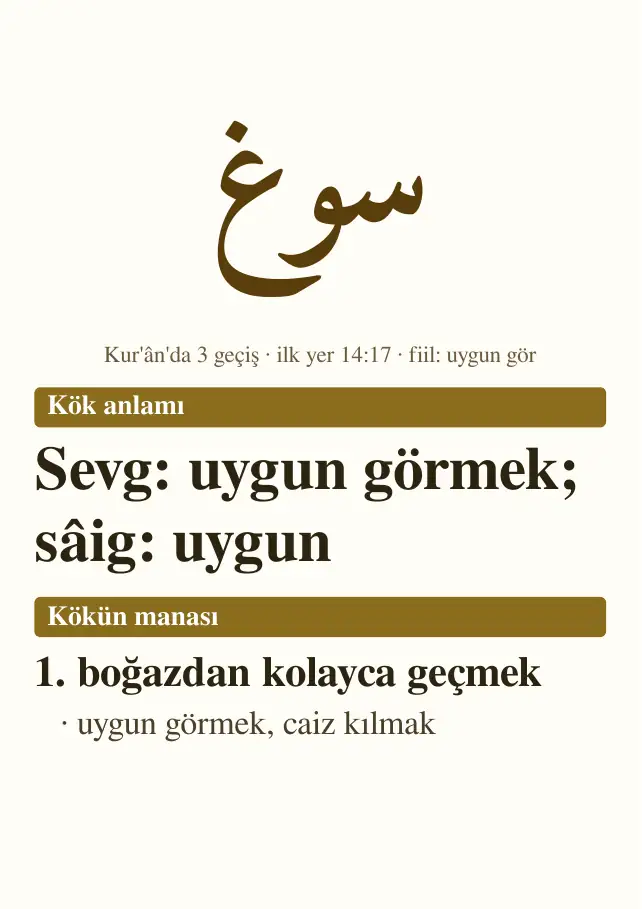 سوغ
Kur'ân'da 3 geçiş · ilk yer 14:17 · fiil: uygun gör
Kök anlamı
Sevg: uygun görmek;
sâig: uygun
Kökün manası
1. boğazdan kolayca geçmek
· uygun görmek, caiz kılmak